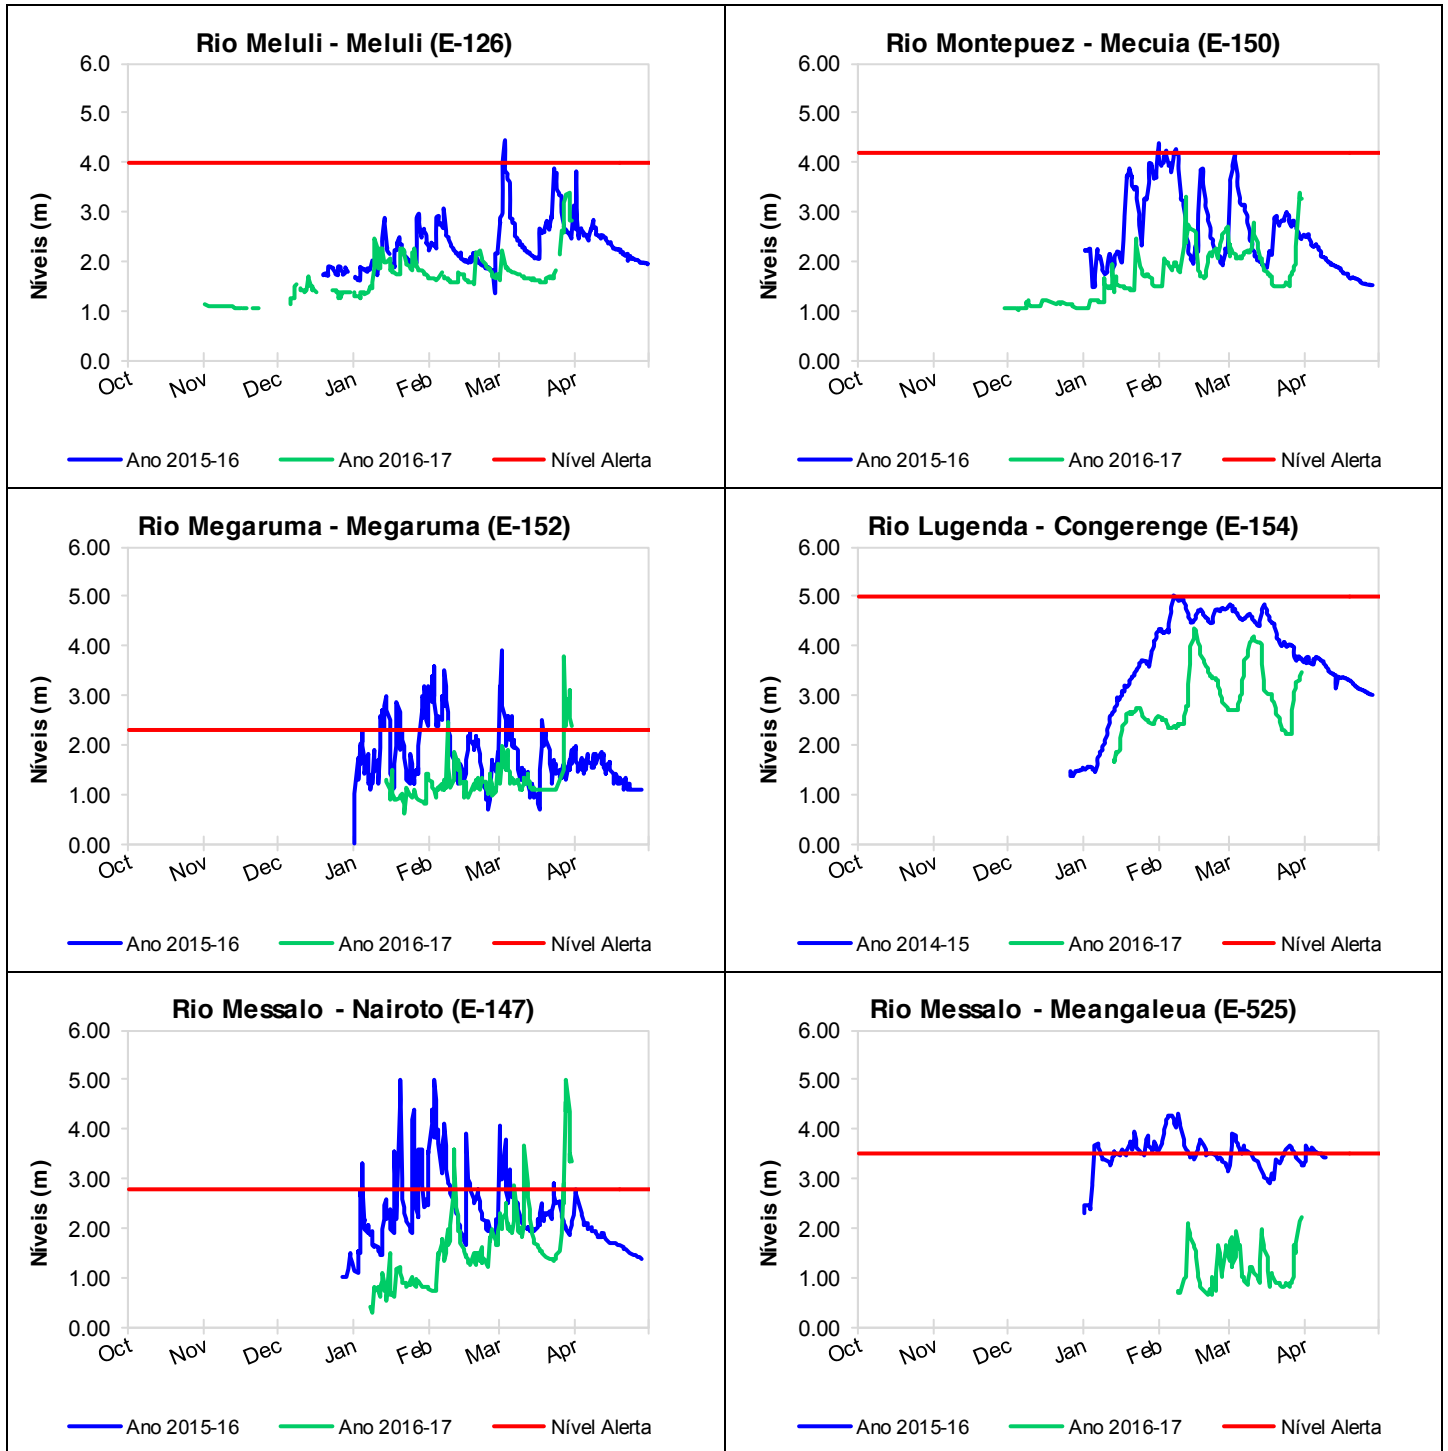 Rio Meluli - Meluli (E-126)
6.0
5.0
4.0
3.0
2.0
1.0
0.0
Níveis (m)
Oct Nov Dec Jan Feb Mar Apr
Ano 2015-16 Ano 2016-17 Nível Alerta
Rio Montepuez - Mecuia (E-150)
6.00
5.00
4.00
3.00
2.00
1.00
0.00
Níveis (m)
Oct Nov Dec Jan Feb Mar Apr
Ano 2015-16 Ano 2016-17 Nível Alerta
Rio Megaruma - Megaruma (E-152)
6.00
5.00
4.00
3.00
2.00
1.00
0.00
Níveis (m)
Oct Nov Dec Jan Feb Mar Apr
Ano 2015-16 Ano 2016-17 Nível Alerta
Rio Lugenda - Congerenge (E-154)
6.00
5.00
4.00
3.00
2.00
1.00
0.00
Níveis (m)
Oct Nov Dec Jan Feb Mar Apr
Ano 2014-15 Ano 2016-17 Nível Alerta
Rio Messalo - Nairoto (E-147)
6.00
5.00
4.00
3.00
2.00
1.00
0.00
Níveis (m)
Oct Nov Dec Jan Feb Mar Apr
Ano 2015-16 Ano 2016-17 Nível Alerta
Rio Messalo - Meangaleua (E-525)
6.00
5.00
4.00
3.00
2.00
1.00
0.00
Níveis (m)
Oct Nov Dec Jan Feb Mar Apr
Ano 2015-16 Ano 2016-17 Nível Alerta